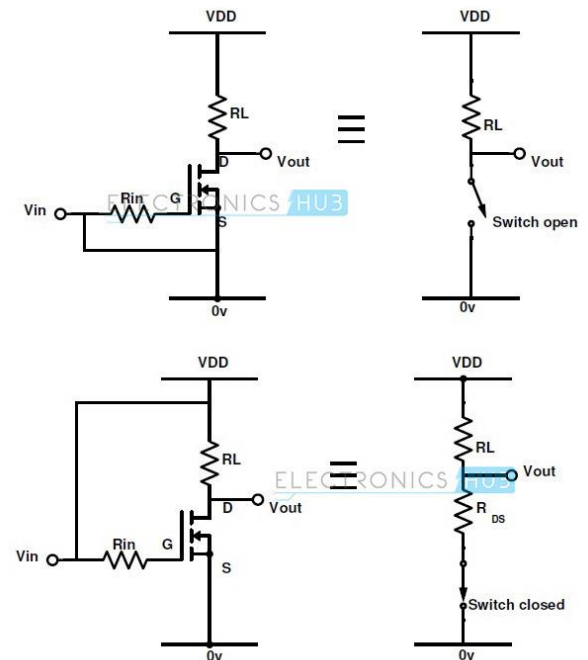 VDD
VDD
RL
RL
D
Vout
Vout
Rin
G
ELECTRONICS HUB
Vin
S
Switch open
0v
0v
VDD
VDD
RL
RL
ELECTRONICS HUB
Vout
D
Vout
R DS
Rin
G
Vin
S
Switch closed
0v
0v